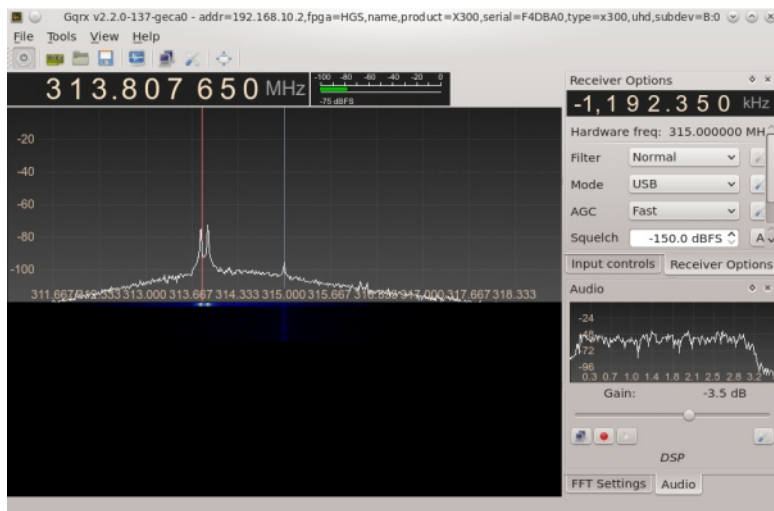 Gqrx v2.2.0-137-geca0 - addr=192.168.10.2,fpga=HGS,name,product=X300,serial=F4DBA0,type=x300,uhd,subdev=B:0
File Tools View Help
313.807 650 MHz
-100 -80 -60 -40 -20 0
-75 dBFS
-20
-40
-60
-80
-100
311.667 313.000 313.667 314.333 315.000 315.667 317.000 317.667 318.333
Receiver Options
-1,192.350 kHz
Hardware freq: 315.000000 MH
Filter Normal
Mode USB
AGC Fast
Squelch -150.0 dBFS A
Input controls Receiver Options
Audio
-24
-48
-72
-96
0.3 0.7 1.0 1.4 1.8 2.1 2.5 2.8 3.2
Gain: -3.5 dB
DSP
FFT Settings Audio